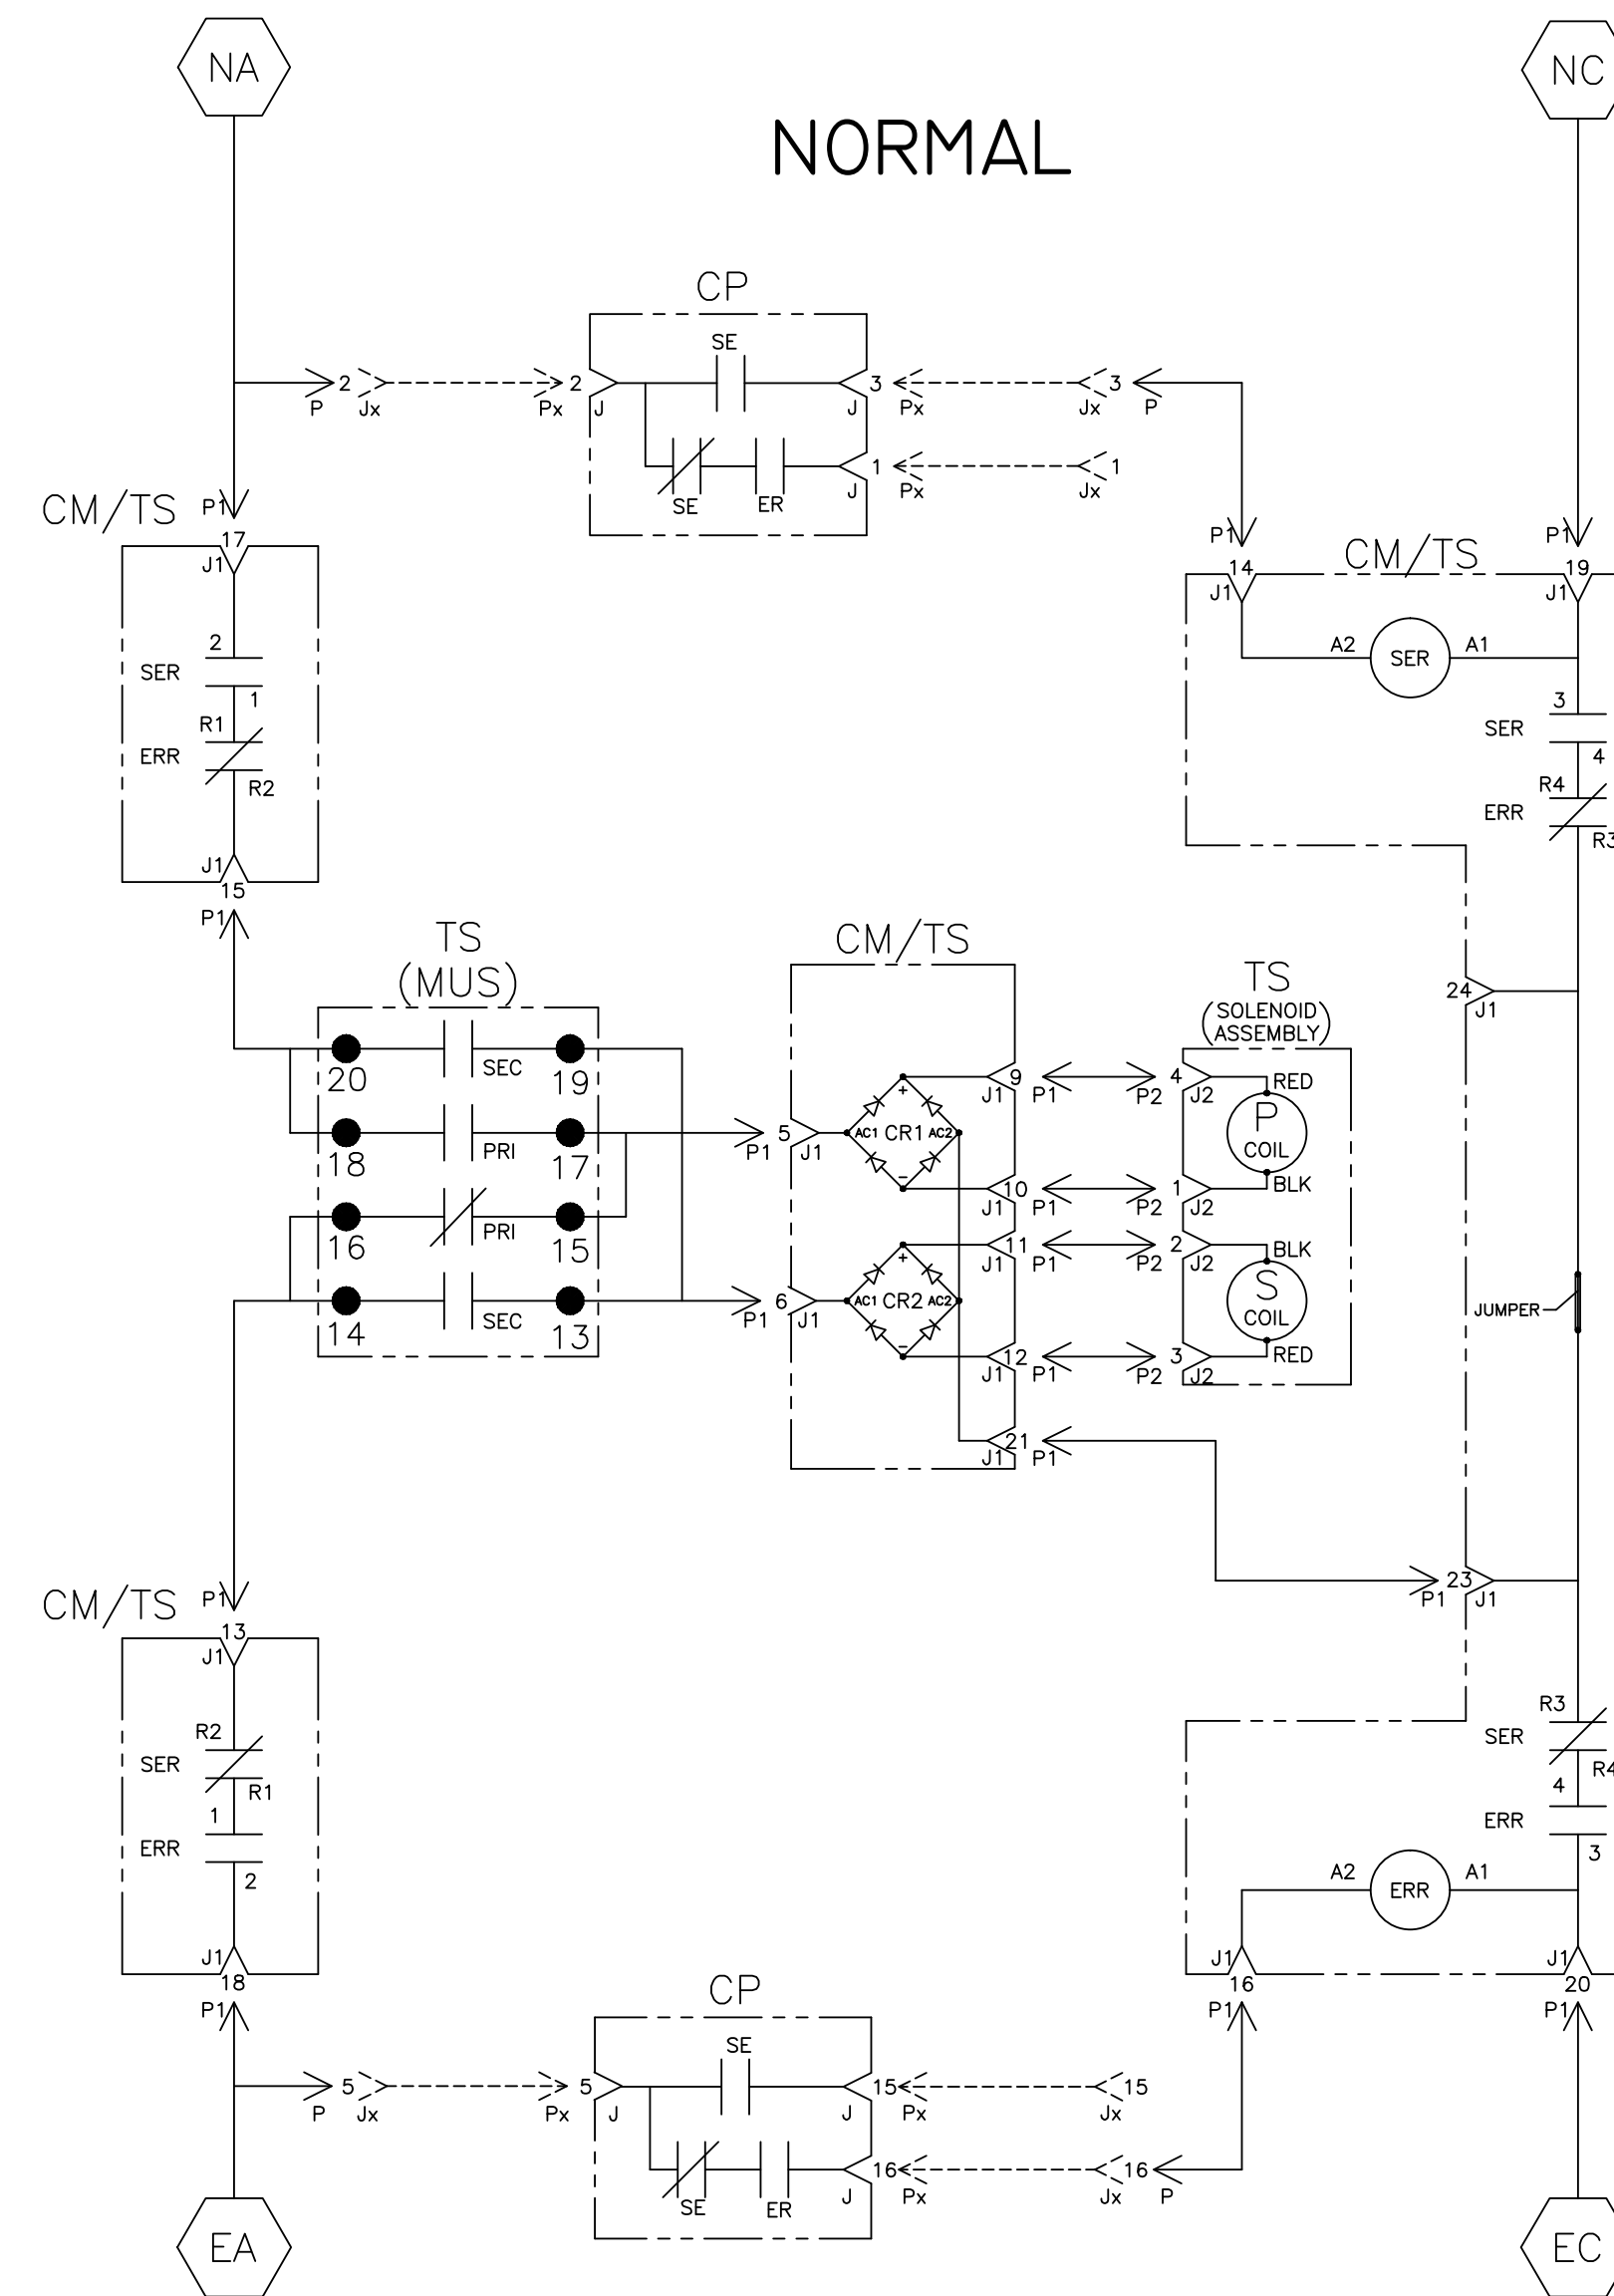 NA
NC
NORMAL
CP
SE
2
2
3
3
P
Jx
Px
J
J
Px
Jx
P
1
1
SE
ER
J
Px
Jx
CM/TS
P1
17
J1
P1
14
J1
CM/TS
P1
19
J1
2
SER
1
R1
ERR
R2
J1
15
P1
A2
SER
A1
3
SER
4
R4
ERR
R3
TS
(MUS)
CM/TS
TS
(SOLENOID
ASSEMBLY)
24
J1
20
SEC
19
18
PRI
17
16
PRI
15
14
SEC
13
P1
5
J1
AC1
+
CR1
AC2
−
9
J1
P1
P2
4
J2
RED
P
COIL
10
J1
P1
P2
1
J2
BLK
P1
6
J1
AC1
+
CR2
AC2
−
11
J1
P1
P2
2
J2
BLK
S
COIL
12
J1
P1
P2
3
J2
RED
JUMPER
21
J1
P1
23
P1
J1
CM/TS
P1
13
J1
R2
SER
R1
1
ERR
2
J1
18
P1
R3
SER
R4
4
ERR
3
A2
ERR
A1
J1
16
P1
J1
20
P1
CP
SE
5
5
15
15
P
Jx
Px
J
J
Px
Jx
16
16
SE
ER
J
Px
Jx
P
EA
EC